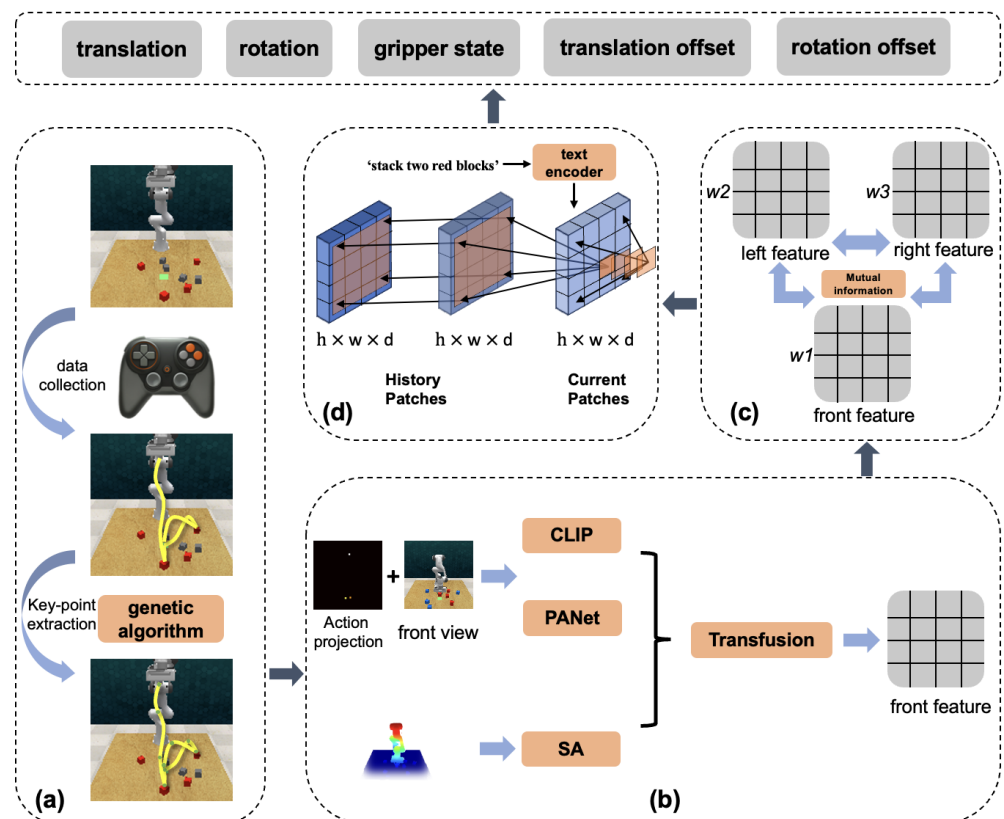 translation
rotation
gripper state
translation offset
rotation offset
data
collection
Key-point
extraction
genetic
algorithm
(a)
'stack two red blocks'
text
encoder
h × w × d
h × w × d
h × w × d
History
Patches
Current
Patches
(d)
w2
w3
left feature
right feature
Mutual
information
w1
front feature
(c)
+
Action
projection
front view
CLIP
PANet
SA
Transfusion
front feature
(b)